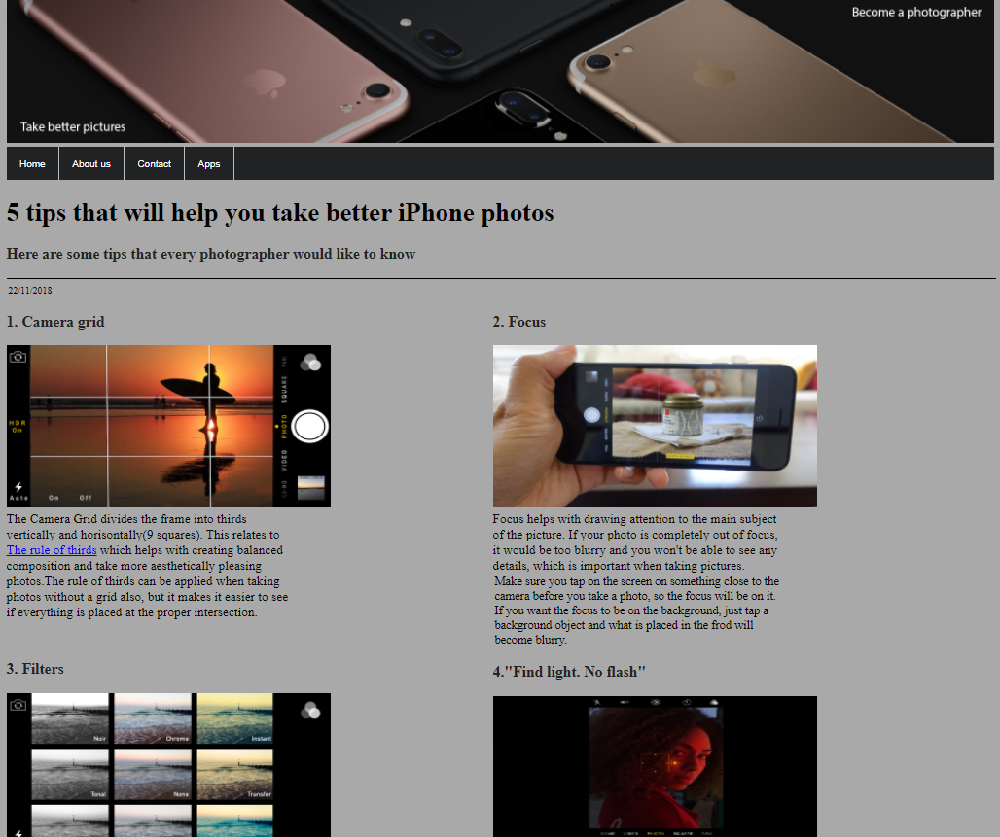 Become a photographer
Take better pictures
Home
About us
Contact
Apps
5 tips that will help you take better iPhone photos
Here are some tips that every photographer would like to know
22/11/2018
1. Camera grid
HDR
On
Auto
On
Off
SQUARE
PHOTO
VIDEO
The Camera Grid divides the frame into thirds
vertically and horisontally(9 squares). This relates to
The rule of thirds which helps with creating balanced
composition and take more aesthetically pleasing
photos.The rule of thirds can be applied when taking
photos without a grid also, but it makes it easier to see
if everything is placed at the proper intersection.
2. Focus
Focus helps with drawing attention to the main subject
of the picture. If your photo is completely out of focus,
it would be too blurry and you won't be able to see any
details, which is important when taking pictures.
Make sure you tap on the screen on something close to the
camera before you take a photo, so the focus will be on it.
If you want the focus to be on the background, just tap a
background object and what is placed in the frod will
become blurry.
3. Filters
Noir
Chrome
Instant
Tonal
None
Transfer
4."Find light. No flash"